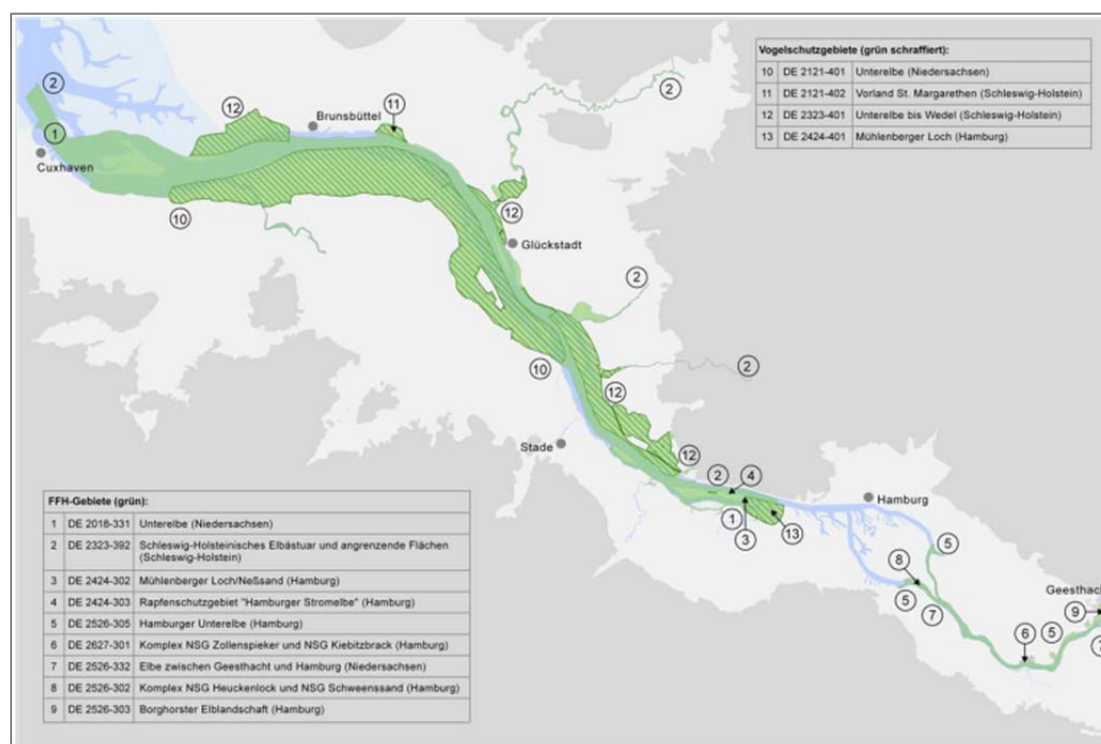 Vogelschutzgebiete (grün schraffiert):
10 DE 2121-401 Unterelbe (Niedersachsen)
11 DE 2121-402 Vorland St. Margarethen (Schleswig-Holstein)
12 DE 2323-401 Unterelbe bis Wedel (Schleswig-Holstein)
13 DE 2424-401 Mühlenberger Loch (Hamburg)
2
12
Brunsbüttel
11
2
1
Cuxhaven
10
12
Glückstadt
2
10
2
12
Stade
12
2
4
Hamburg
1
3
13
5
8
Geesthach
5
7
9
6
5
7
FFH-Gebiete (grün):
1 DE 2018-331 Unterelbe (Niedersachsen)
2 DE 2323-392 Schleswig-Holsteinisches Elbästuar und angrenzende Flächen
(Schleswig-Holstein)
3 DE 2424-302 Mühlenberger Loch/Neßsand (Hamburg)
4 DE 2424-303 Rapfenschutzgebiet "Hamburger Stromelbe" (Hamburg)
5 DE 2526-305 Hamburger Unterelbe (Hamburg)
6 DE 2627-301 Komplex NSG Zollenspieker und NSG Kiebitzbrack (Hamburg)
7 DE 2526-332 Elbe zwischen Geesthacht und Hamburg (Niedersachsen)
8 DE 2526-302 Komplex NSG Heuckenlock und NSG Schweenssand (Hamburg)
9 DE 2526-303 Borghorster Elblandschaft (Hamburg)